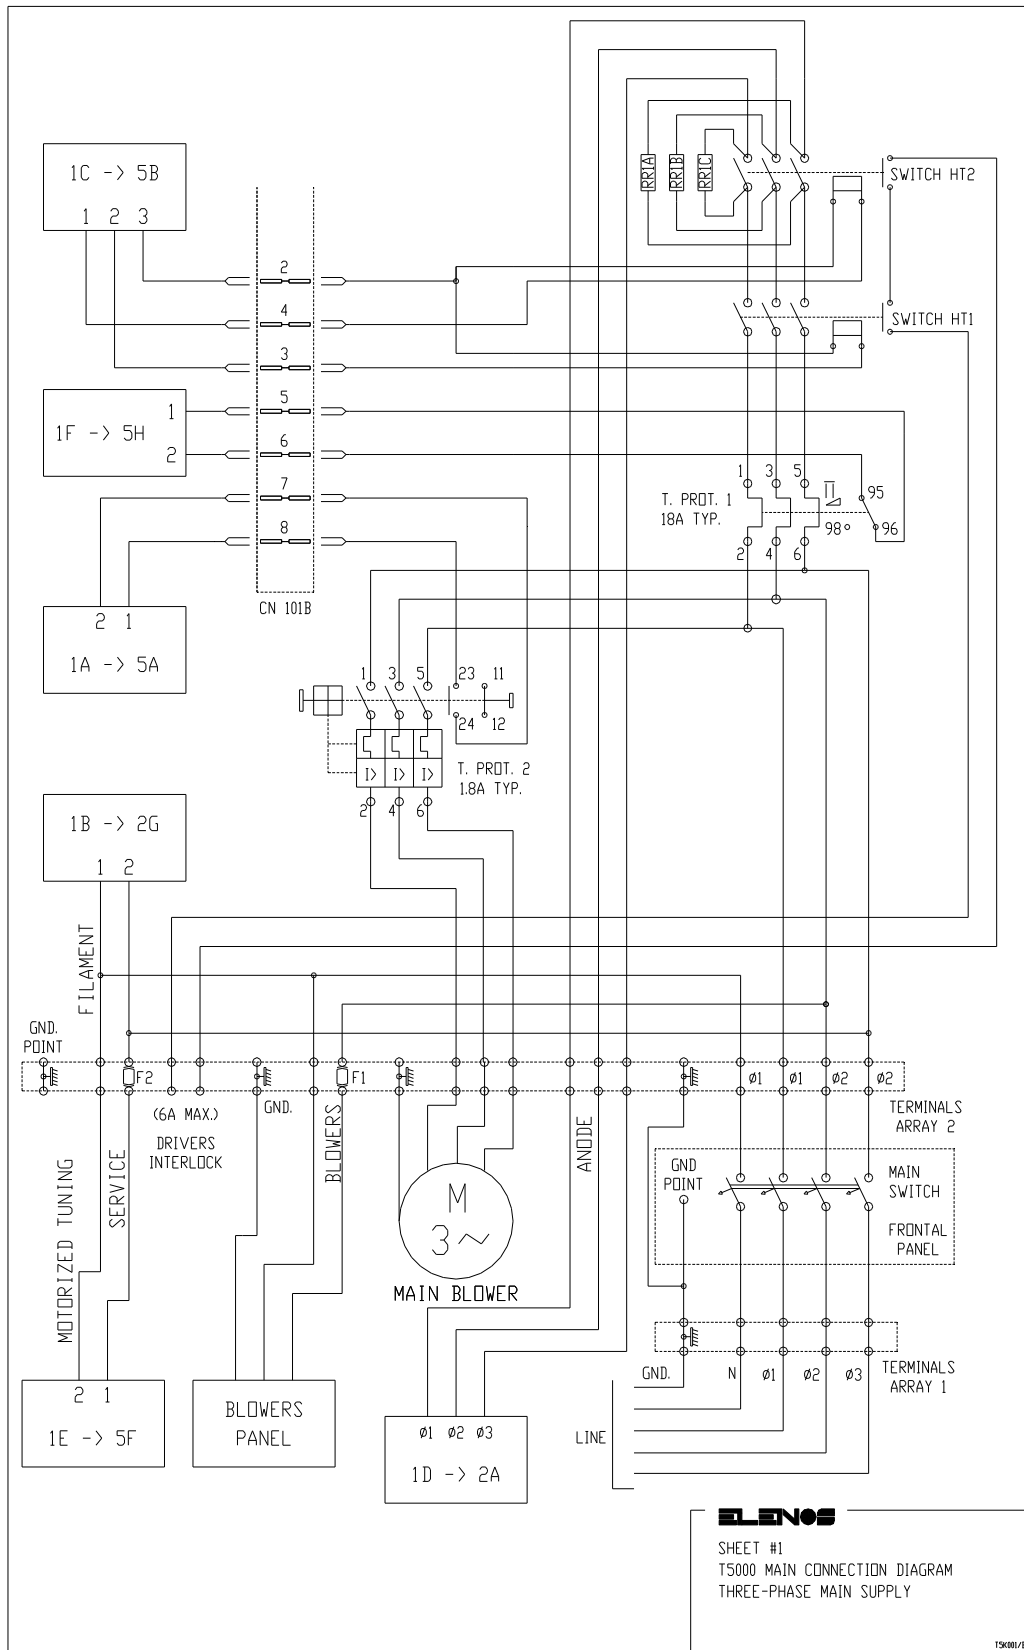 1C -> 5B
1 2 3
RR1A
RR1B
RR1C
SWITCH HT2
2
4
SWITCH HT1
3
5
1
1F -> 5H
6
2
7
8
CN 101B
1 3 5
T. PROT. 1
18A TYP.
95
98
96
2 4 6
2 1
1A -> 5A
1 3 5 23 11
24 12
I> I> I>
T. PROT. 2
1.8A TYP.
2 4 6
1B -> 2G
1 2
FILAMENT
GND.
POINT
F2
F1
ø1 ø1 ø2 ø2
(6A MAX.)
GND.
TERMINALS
ARRAY 2
DRIVERS
INTERLOCK
MOTORIZED TUNING
SERVICE
BLOWERS
ANODE
GND
POINT
MAIN
SWITCH
FRONTAL
PANEL
M
3 ~
MAIN BLOWER
GND. N ø1 ø2 ø3
TERMINALS
ARRAY 1
2 1
1E -> 5F
BLOWERS
PANEL
ø1 ø2 ø3
1D -> 2A
LINE
ELENOS
SHEET #1
T5000 MAIN CONNECTION DIAGRAM
THREE-PHASE MAIN SUPPLY